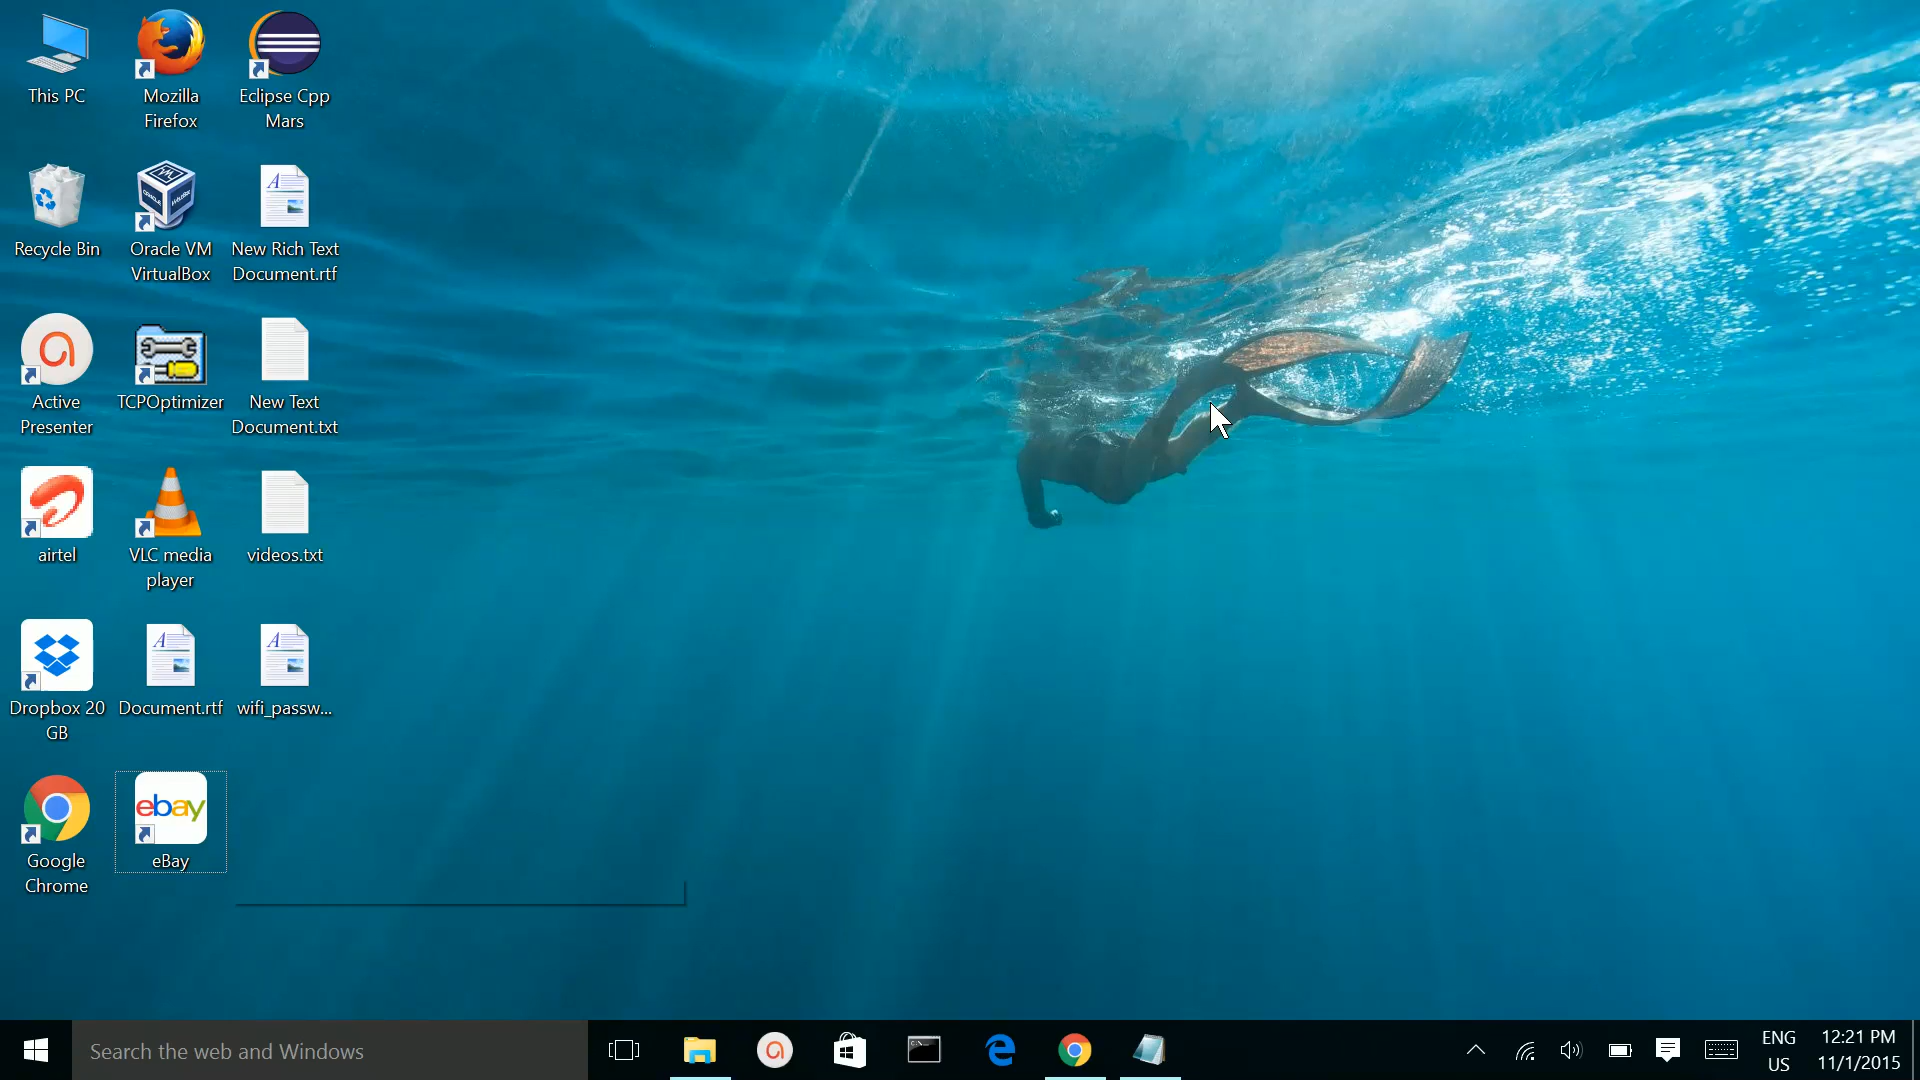 This PC
Mozilla
Firefox
Eclipse Cpp
Mars
Recycle Bin
Oracle VM
VirtualBox
New Rich Text
Document.rtf
Active
Presenter
TCPOptimizer
New Text
Document.txt
airtel
VLC media
player
videos.txt
Dropbox 20
GB
Document.rtf
wifi_passw...
Google
Chrome
ebay
eBay
Search the web and Windows
ENG
US
12:21 PM
11/1/2015